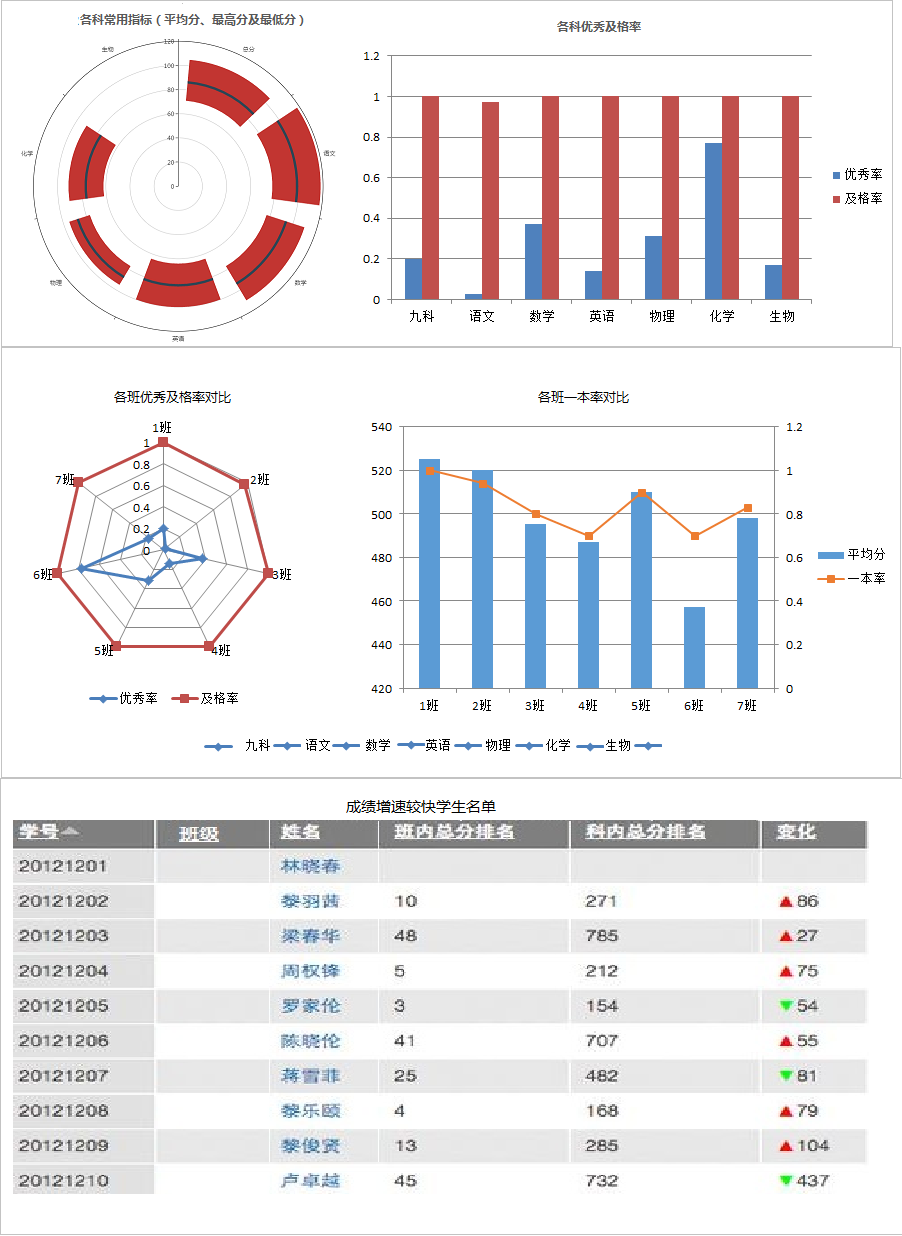 各科常用指标（平均分、最高分及最低分）
120
100
80
60
40
20
0
总分
语文
数学
英语
物理
化学
生物
各科优秀及格率
1.2
1
0.8
0.6
0.4
0.2
0
九科 语文 数学 英语 物理 化学 生物
优秀率
及格率
各班优秀及格率对比
1班
2班
3班
4班
5班
6班
7班
1
0.8
0.6
0.4
0.2
0
优秀率 及格率
各班一本率对比
540
520
500
480
460
440
420
1.2
1
0.8
0.6
0.4
0.2
0
1班 2班 3班 4班 5班 6班 7班
平均分
一本率
九科 语文 数学 英语 物理 化学 生物
成绩增速较快学生名单
学号 班级 姓名 班内总分排名 科内总分排名 变化
20121201 林晓春
20121202 黎羽茜 10 271 ▲86
20121203 梁春华 48 785 ▲27
20121204 周权锋 5 212 ▲75
20121205 罗家伦 3 154 ▼54
20121206 陈晓伦 41 707 ▲55
20121207 蒋雪菲 25 482 ▼81
20121208 黎乐颐 4 168 ▲79
20121209 黎俊贤 13 285 ▲104
20121210 卢卓越 45 732 ▼437